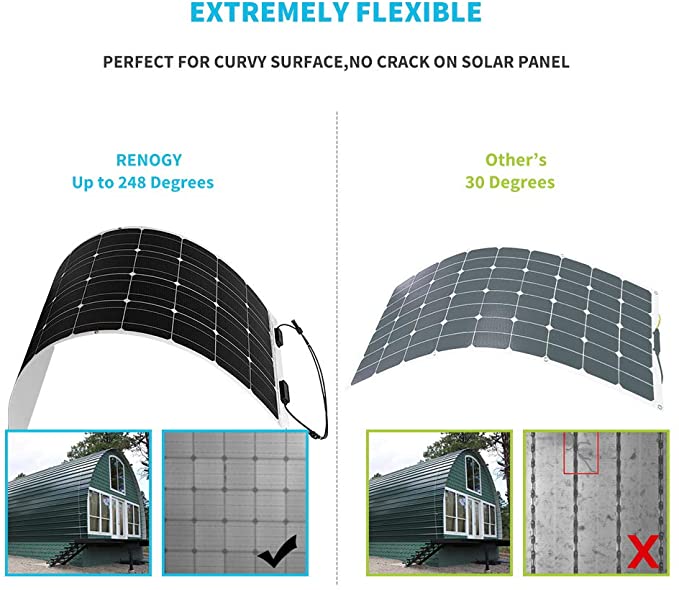 EXTREMELY FLEXIBLE
PERFECT FOR CURVY SURFACE,NO CRACK ON SOLAR PANEL
RENOGY
Up to 248 Degrees
Other's
30 Degrees
X